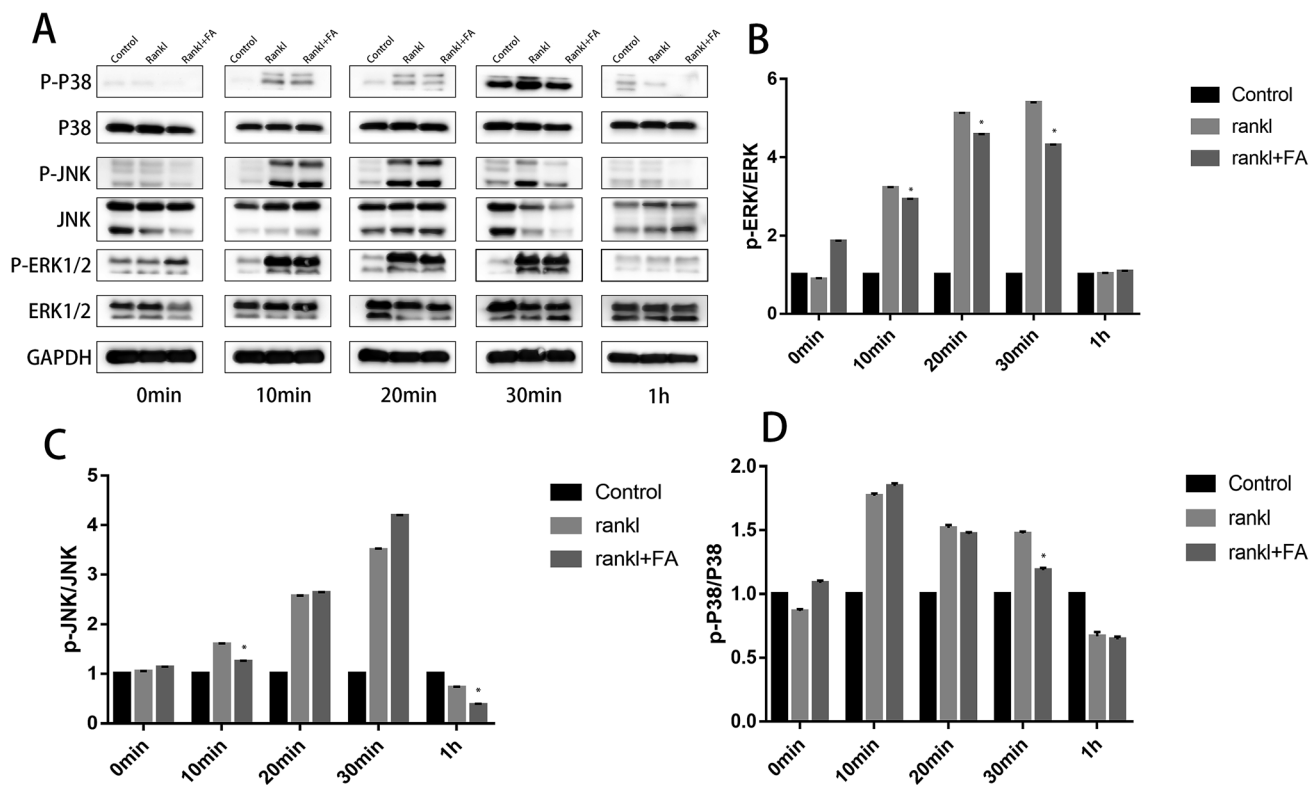 A
Control Rankl Rankl+FA Control Rankl Rankl+FA Control Rankl Rankl+FA Control Rankl Rankl+FA Control Rankl Rankl+FA
P-P38
P38
P-JNK
JNK
P-ERK1/2
ERK1/2
GAPDH
0min 10min 20min 30min 1h
B
p-ERK/ERK
6
4
2
0
* * *
0min 10min 20min 30min 1h
Control
rankl
rankl+FA
C
p-JNK/JNK
5
4
3
2
1
0
* *
0min 10min 20min 30min 1h
Control
rankl
rankl+FA
D
p-P38/P38
2.0
1.5
1.0
0.5
0.0
*
0min 10min 20min 30min 1h
Control
rankl
rankl+FA